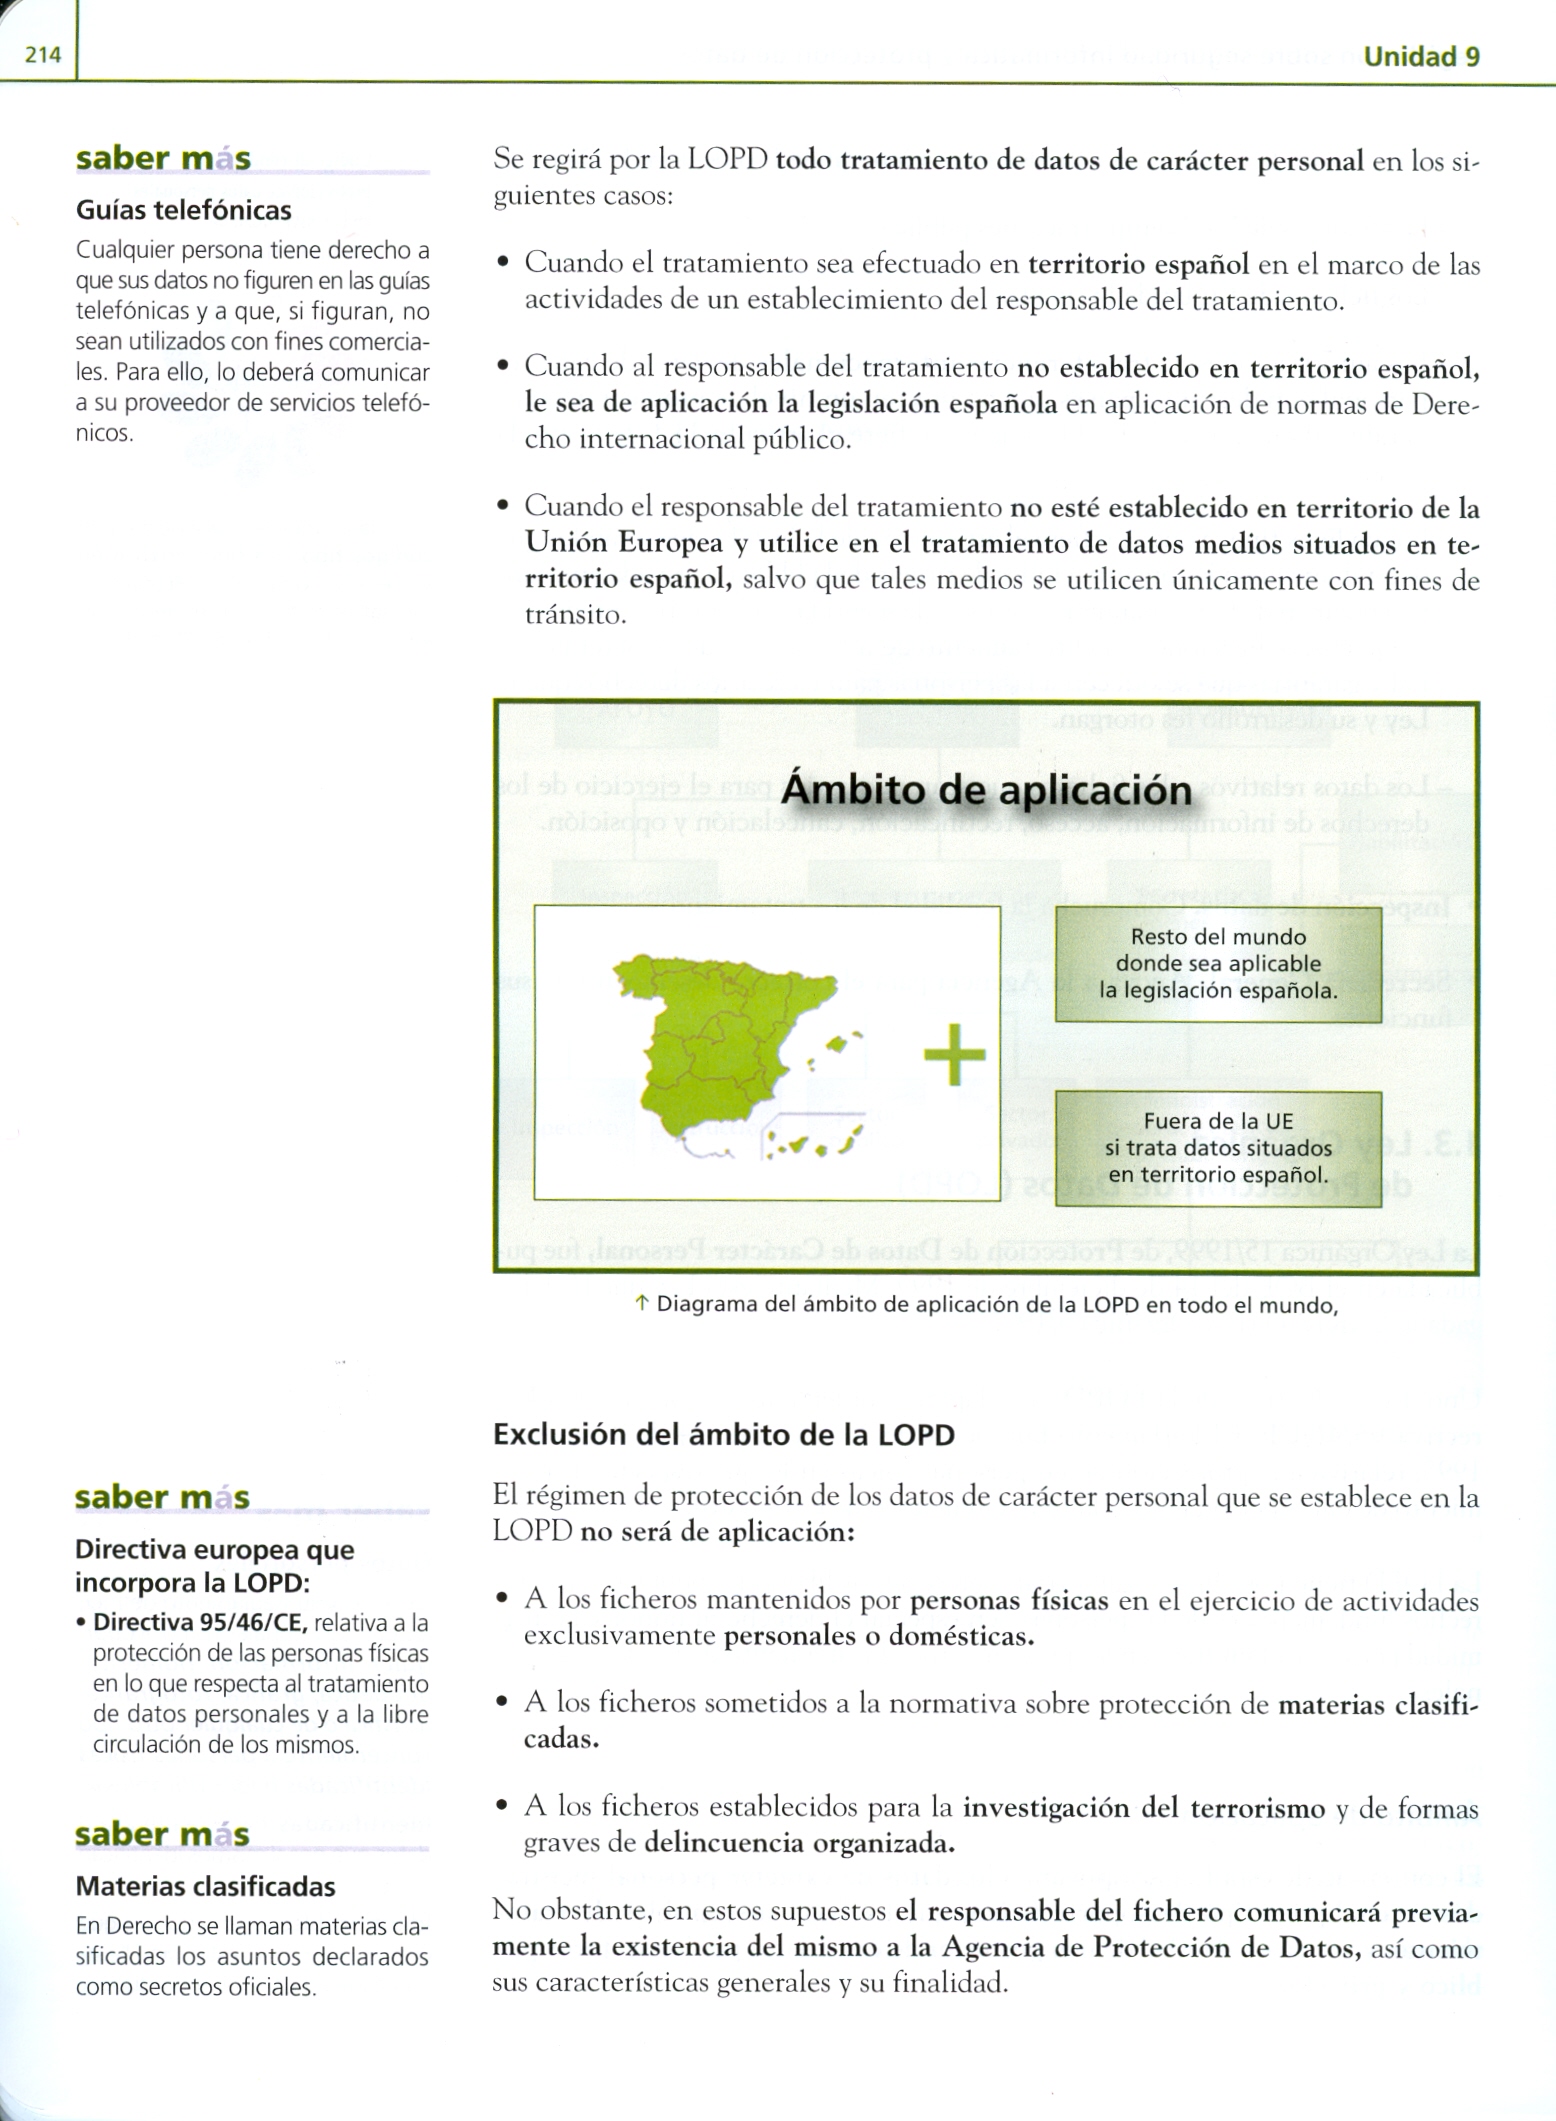 214
Unidad 9
saber más
Guías telefónicas
Cualquier persona tiene derecho a
que sus datos no figuren en las guías
telefónicas y a que, si figuran, no
sean utilizados con fines comercia-
les. Para ello, lo deberá comunicar
a su proveedor de servicios telefó-
nicos.
Se regirá por la LOPD todo tratamiento de datos de carácter personal en los si-
guientes casos:
• Cuando el tratamiento sea efectuado en territorio español en el marco de las
actividades de un establecimiento del responsable del tratamiento.
• Cuando al responsable del tratamiento no establecido en territorio español,
le sea de aplicación la legislación española en aplicación de normas de Dere-
cho internacional público.
• Cuando el responsable del tratamiento no esté establecido en territorio de la
Unión Europea y utilice en el tratamiento de datos medios situados en te-
rritorio español, salvo que tales medios se utilicen únicamente con fines de
tránsito.
Ámbito de aplicación
+
Resto del mundo
donde sea aplicable
la legislación española.
Fuera de la UE
si trata datos situados
en territorio español.
↑ Diagrama del ámbito de aplicación de la LOPD en todo el mundo,
Exclusión del ámbito de la LOPD
El régimen de protección de los datos de carácter personal que se establece en la
LOPD no será de aplicación:
• A los ficheros mantenidos por personas físicas en el ejercicio de actividades
exclusivamente personales o domésticas.
• A los ficheros sometidos a la normativa sobre protección de materias clasifi-
cadas.
• A los ficheros establecidos para la investigación del terrorismo y de formas
graves de delincuencia organizada.
No obstante, en estos supuestos el responsable del fichero comunicará previa-
mente la existencia del mismo a la Agencia de Protección de Datos, así como
sus características generales y su finalidad.
saber más
Directiva europea que
incorpora la LOPD:
• Directiva 95/46/CE, relativa a la
protección de las personas físicas
en lo que respecta al tratamiento
de datos personales y a la libre
circulación de los mismos.
saber más
Materias clasificadas
En Derecho se llaman materias cla-
sificadas los asuntos declarados
como secretos oficiales.